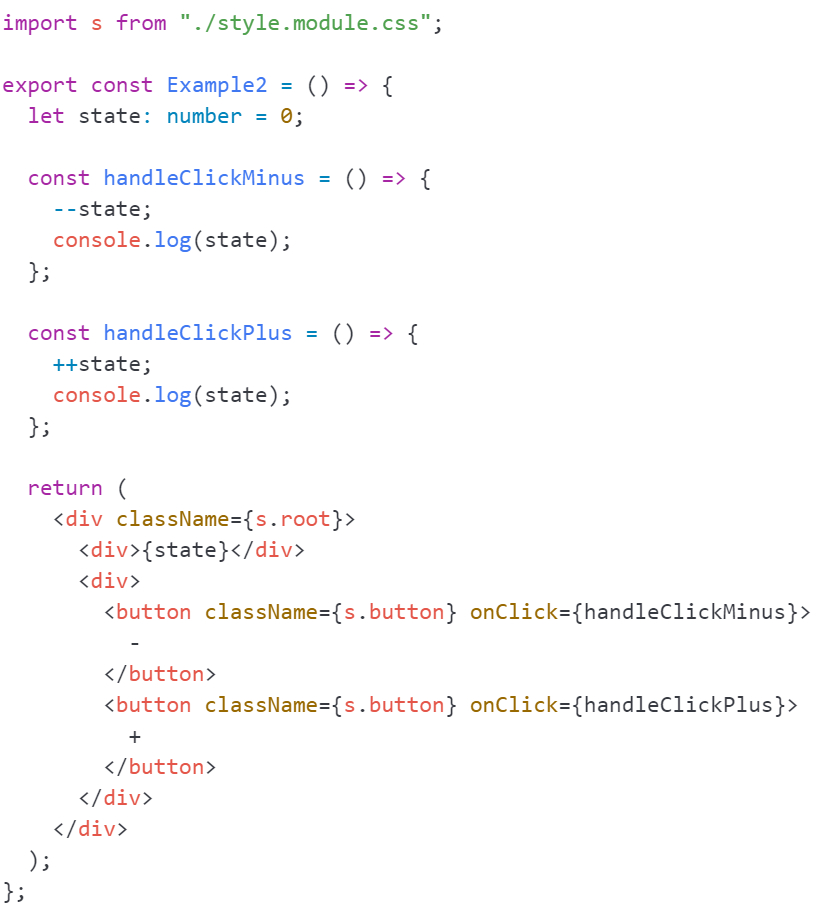 import s from "./style.module.css";

export const Example2 = () => {
  let state: number = 0;

  const handleClickMinus = () => {
    --state;
    console.log(state);
  };

  const handleClickPlus = () => {
    ++state;
    console.log(state);
  };

  return (
    <div className={s.root}>
      <div>{state}</div>
      <div>
        <button className={s.button} onClick={handleClickMinus}>
          -
        </button>
        <button className={s.button} onClick={handleClickPlus}>
          +
        </button>
      </div>
    </div>
  );
};